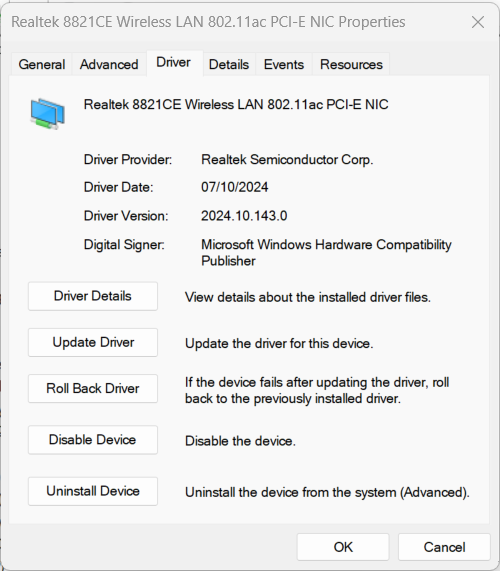 Realtek 8821CE Wireless LAN 802.11ac PCI-E NIC Properties
General Advanced Driver Details Events Resources
Realtek 8821CE Wireless LAN 802.11ac PCI-E NIC
Driver Provider: Realtek Semiconductor Corp.
Driver Date: 07/10/2024
Driver Version: 2024.10.143.0
Digital Signer: Microsoft Windows Hardware Compatibility
Publisher
Driver Details View details about the installed driver files.
Update Driver Update the driver for this device.
Roll Back Driver If the device fails after updating the driver, roll
back to the previously installed driver.
Disable Device Disable the device.
Uninstall Device Uninstall the device from the system (Advanced).
OK Cancel